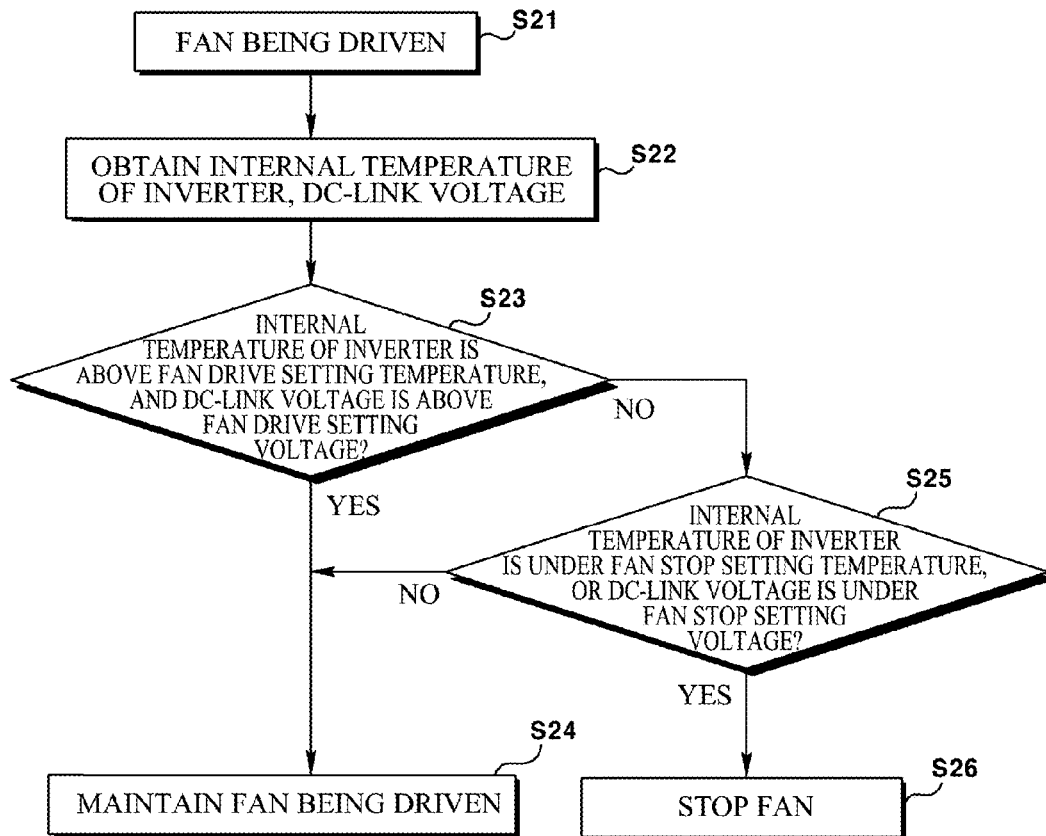 S21
FAN BEING DRIVEN
S22
OBTAIN INTERNAL TEMPERATURE
OF INVERTER, DC-LINK VOLTAGE
S23
INTERNAL
TEMPERATURE OF INVERTER IS
ABOVE FAN DRIVE SETTING TEMPERATURE,
AND DC-LINK VOLTAGE IS ABOVE
FAN DRIVE SETTING
VOLTAGE?
NO
YES
S25
INTERNAL
TEMPERATURE OF INVERTER
IS UNDER FAN STOP SETTING TEMPERATURE,
OR DC-LINK VOLTAGE IS UNDER
FAN STOP SETTING
VOLTAGE?
NO
YES
S24
MAINTAIN FAN BEING DRIVEN
S26
STOP FAN